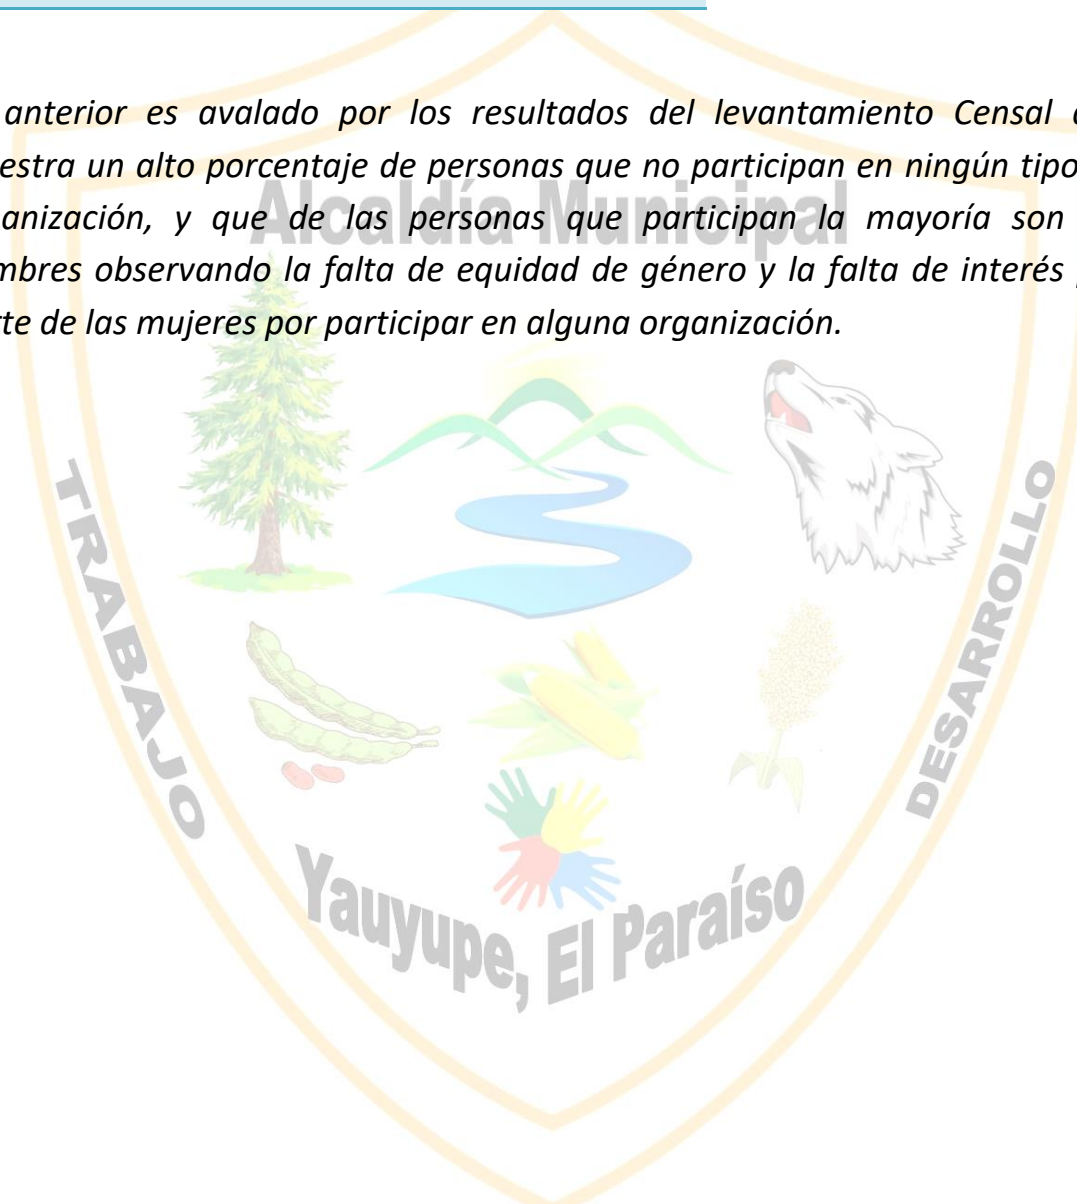 anterior es avalado por los resultados del levantamiento Censal
estra un alto porcentaje de personas que no participan en ningún tipo
anización, y que de las personas que participan la mayoría son
mbres observando la falta de equidad de género y la falta de interés
rte de las mujeres por participar en alguna organización.
Alcaldía Municipal
TRABAJO
DESARROLLO
Yauyupe, El Paraíso